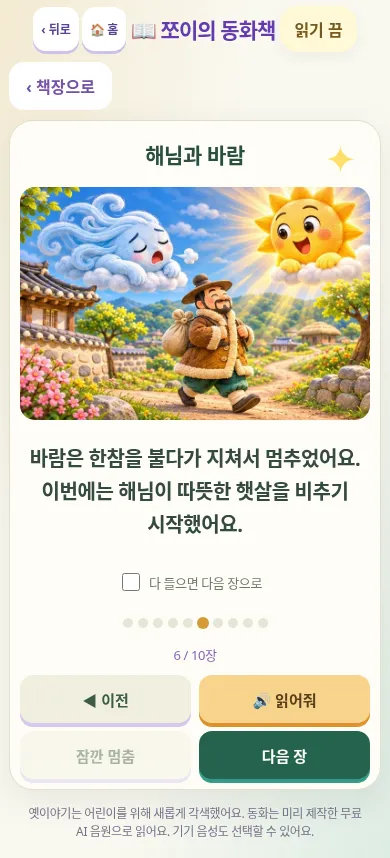 ‹ 뒤로
🏠 홈
📖 쪼이의 동화책
읽기 끝
‹ 책장으로
해님과 바람
바람은 한참을 불다가 지쳐서 멈추었어요.
이번에는 해님이 따뜻한 햇살을 비추기
시작했어요.
다 들으면 다음 장으로
6 / 10장
◀ 이전
🔊 읽어줘
잠깐 멈춤
다음 장
옛이야기는 어린이를 위해 새롭게 각색했어요. 동화는 미리 제작한 무료
AI 음원으로 읽어요. 기기 음성도 선택할 수 있어요.